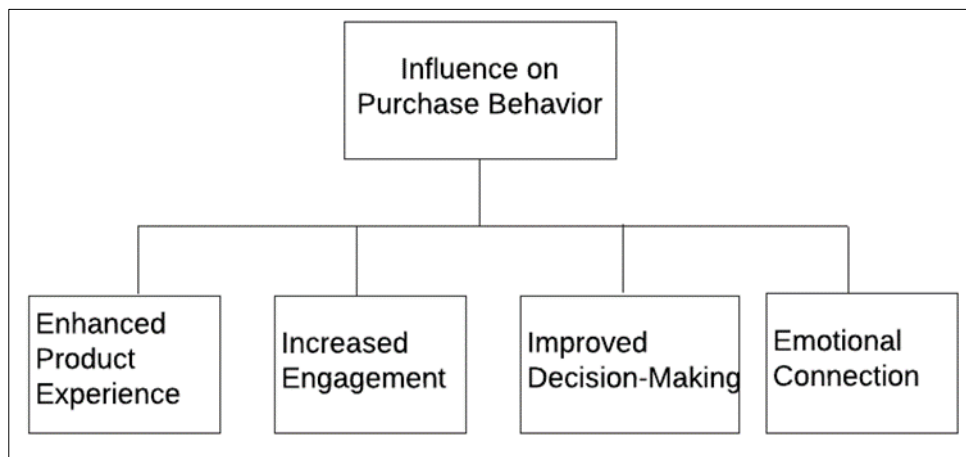 Influence on
Purchase Behavior
Enhanced
Product
Experience
Increased
Engagement
Improved
Decision-Making
Emotional
Connection